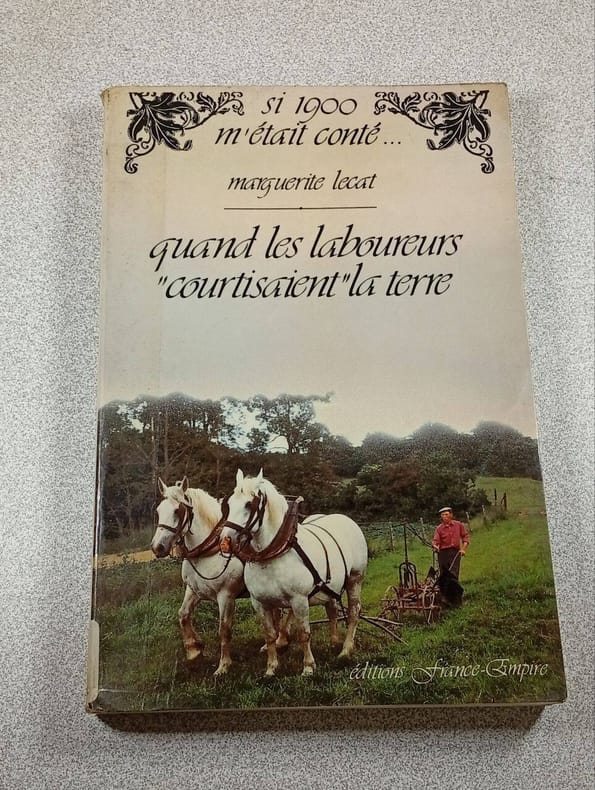 si 1900
m'était conté...
marguerite lecat
quand les laboureurs
"courtisaient" la terre
éditions France-Empire